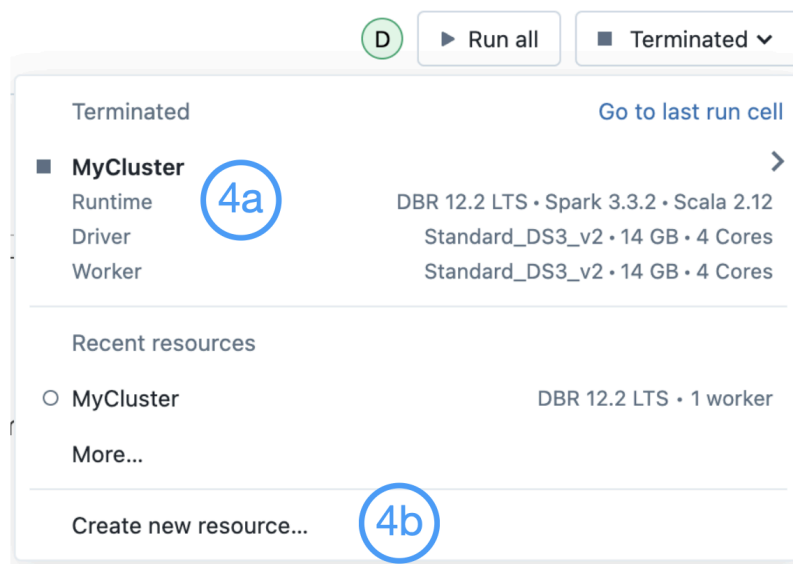 D Run all Terminated
Terminated Go to last run cell
MyCluster
4a
Runtime DBR 12.2 LTS • Spark 3.3.2 • Scala 2.12
Driver Standard_DS3_v2 • 14 GB • 4 Cores
Worker Standard_DS3_v2 • 14 GB • 4 Cores
Recent resources
MyCluster DBR 12.2 LTS • 1 worker
More...
Create new resource... 4b